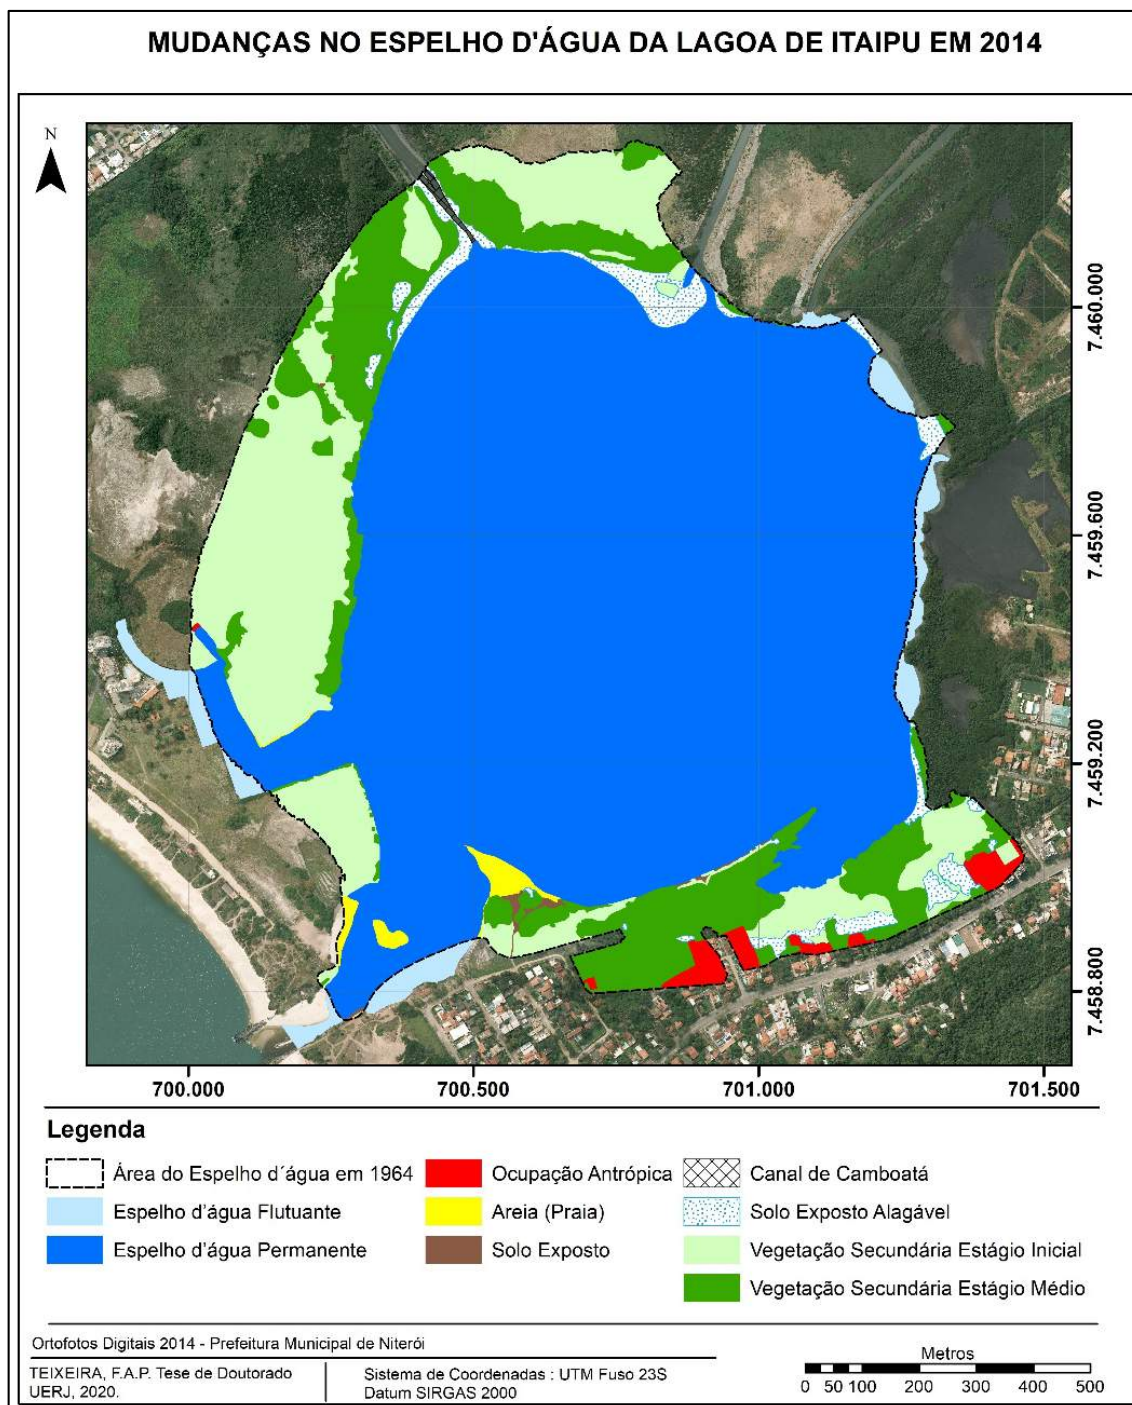 MUDANÇAS NO ESPELHO D'ÁGUA DA LAGOA DE ITAIPU EM 2014
N
7.460.000
7.459.600
7.459.200
7.458.800
700.000
700.500
701.000
701.500
Legenda
Área do Espelho d´água em 1964
Espelho d'água Flutuante
Espelho d'água Permanente
Ocupação Antrópica
Areia (Praia)
Solo Exposto
Canal de Camboatá
Solo Exposto Alagável
Vegetação Secundária Estágio Inicial
Vegetação Secundária Estágio Médio
Ortofotos Digitais 2014 - Prefeitura Municipal de Niterói
TEIXEIRA, F.A.P. Tese de Doutorado
UERJ, 2020.
Sistema de Coordenadas : UTM Fuso 23S
Datum SIRGAS 2000
Metros
0 50 100 200 300 400 500